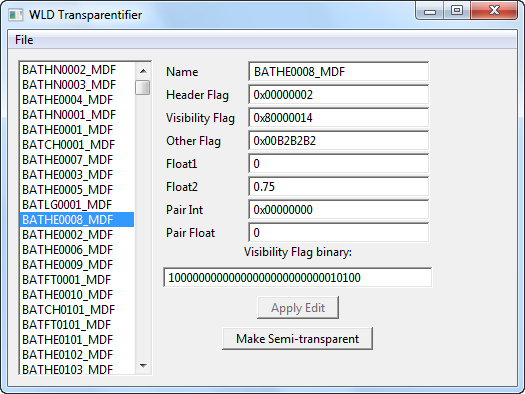 WLD Transparentifier
File
BATHN0002_MDF
BATHN0003_MDF
BATHE0004_MDF
BATHN0001_MDF
BATHE0001_MDF
BATCH0001_MDF
BATHE0007_MDF
BATHE0003_MDF
BATHE0005_MDF
BATLG0001_MDF
BATHE0008_MDF
BATHE0002_MDF
BATHE0006_MDF
BATHE0009_MDF
BATFT0001_MDF
BATHE0010_MDF
BATCH0101_MDF
BATFT0101_MDF
BATHE0101_MDF
BATHE0102_MDF
BATHE0103_MDF
Name BATHE0008_MDF
Header Flag 0x00000002
Visibility Flag 0x80000014
Other Flag 0x00B2B2B2
Float1 0
Float2 0.75
Pair Int 0x00000000
Pair Float 0
Visibility Flag binary:
10000000000000000000000000010100
Apply Edit
Make Semi-transparent